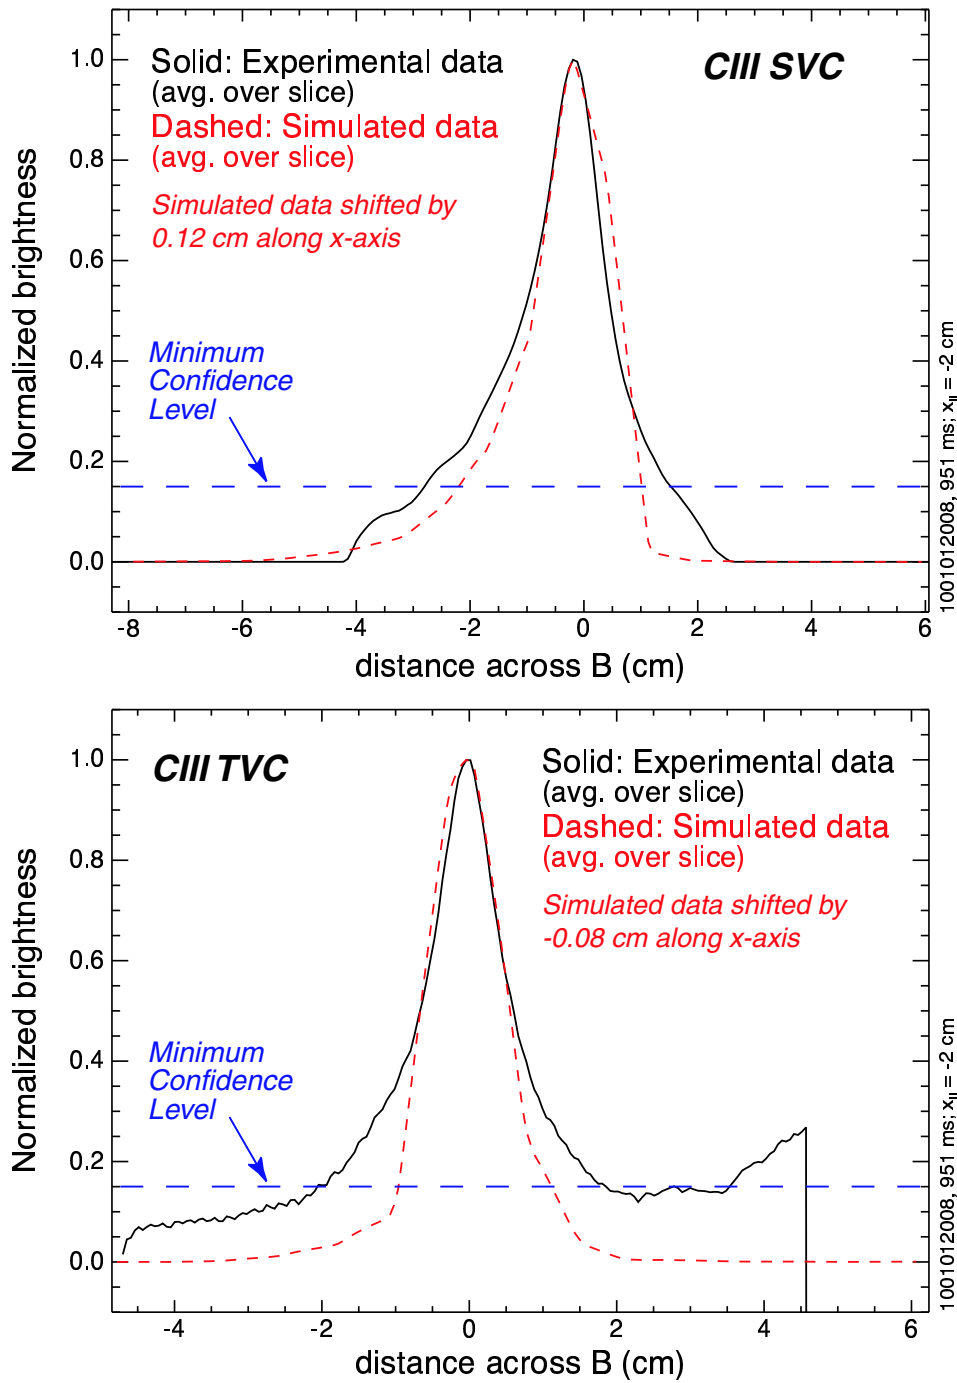 CIII SVC
Solid: Experimental data
(avg. over slice)
Dashed: Simulated data
(avg. over slice)
Simulated data shifted by
0.12 cm along x-axis
Minimum
Confidence
Level
Normalized brightness
1.0
0.8
0.6
0.4
0.2
0.0
-8 -6 -4 -2 0 2 4 6
distance across B (cm)
1001012008, 951 ms; x_II = -2 cm
CIII TVC
Solid: Experimental data
(avg. over slice)
Dashed: Simulated data
(avg. over slice)
Simulated data shifted by
-0.08 cm along x-axis
Minimum
Confidence
Level
Normalized brightness
1.0
0.8
0.6
0.4
0.2
0.0
-4 -2 0 2 4 6
distance across B (cm)
1001012008, 951 ms; x_II = -2 cm